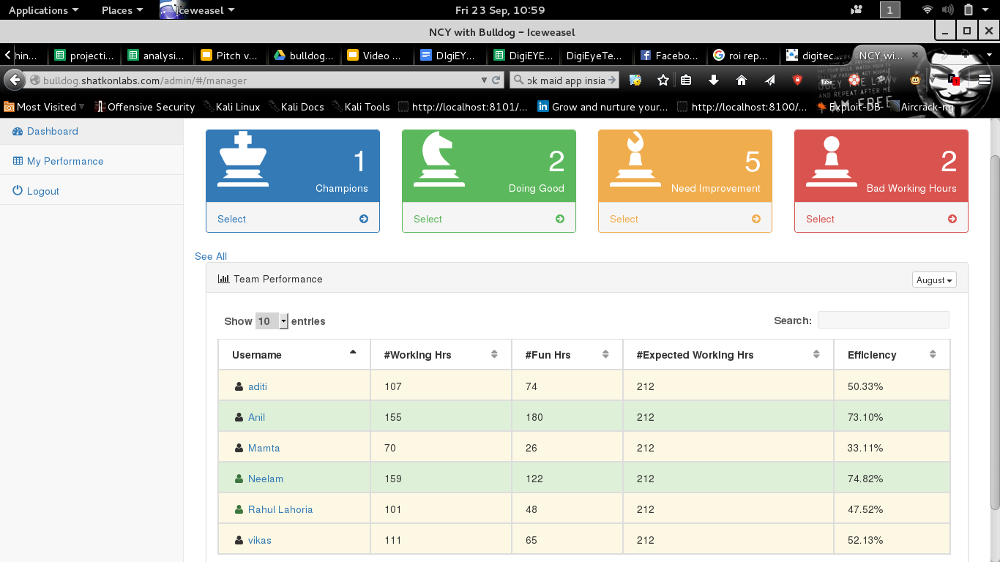 Applications Places Iceweasel Fri 23 Sep, 10:59 1
NCY with Bulldog – Iceweasel
hin... projecti... analysi... Pitch v... bulldog... Video ... DIgiEY... DigiEYE... DigiEyeTe... Facebo... roi rep... digitec... NCY wi...
bulldog.shatkonlabs.com/admin/#/manager ok maid app insia
Most Visited Offensive Security Kali Linux Kali Docs Kali Tools http://localhost:8101/... Grow and nurture your... http://localhost:8100/... Exploit-DB Aircrack-ng
Dashboard
My Performance
Logout
1
Champions
Select
2
Doing Good
Select
5
Need Improvement
Select
2
Bad Working Hours
Select
See All
Team Performance August
Show 10 entries Search:
Username #Working Hrs #Fun Hrs #Expected Working Hrs Efficiency
aditi 107 74 212 50.33%
Anil 155 180 212 73.10%
Mamta 70 26 212 33.11%
Neelam 159 122 212 74.82%
Rahul Lahoria 101 48 212 47.52%
vikas 111 65 212 52.13%